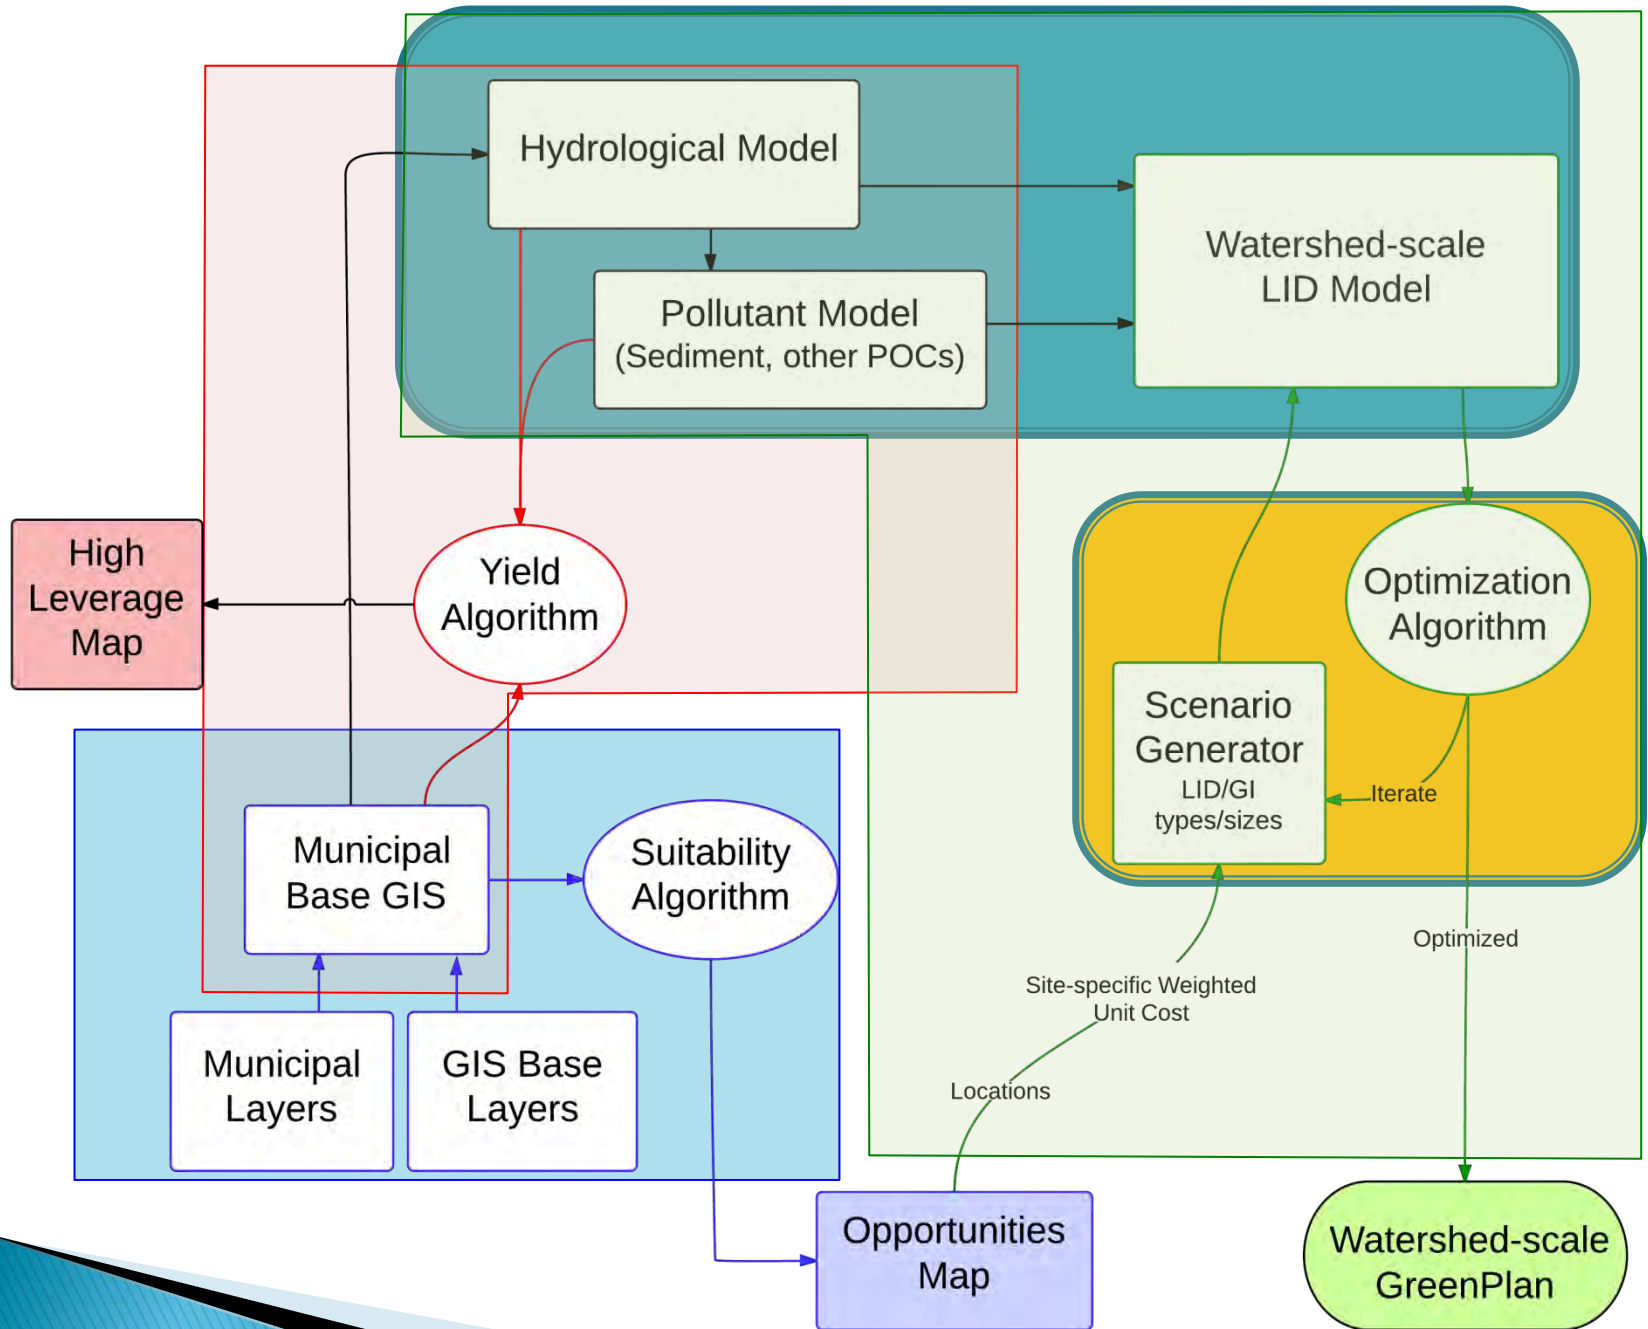 Hydrological Model
Pollutant Model
(Sediment, other POCs)
Watershed-scale
LID Model
High
Leverage
Map
Yield
Algorithm
Optimization
Algorithm
Scenario
Generator
LID/GI
types/sizes
Iterate
Municipal
Base GIS
Suitability
Algorithm
Optimized
Site-specific Weighted
Unit Cost
Locations
Municipal
Layers
GIS Base
Layers
Opportunities
Map
Watershed-scale
GreenPlan